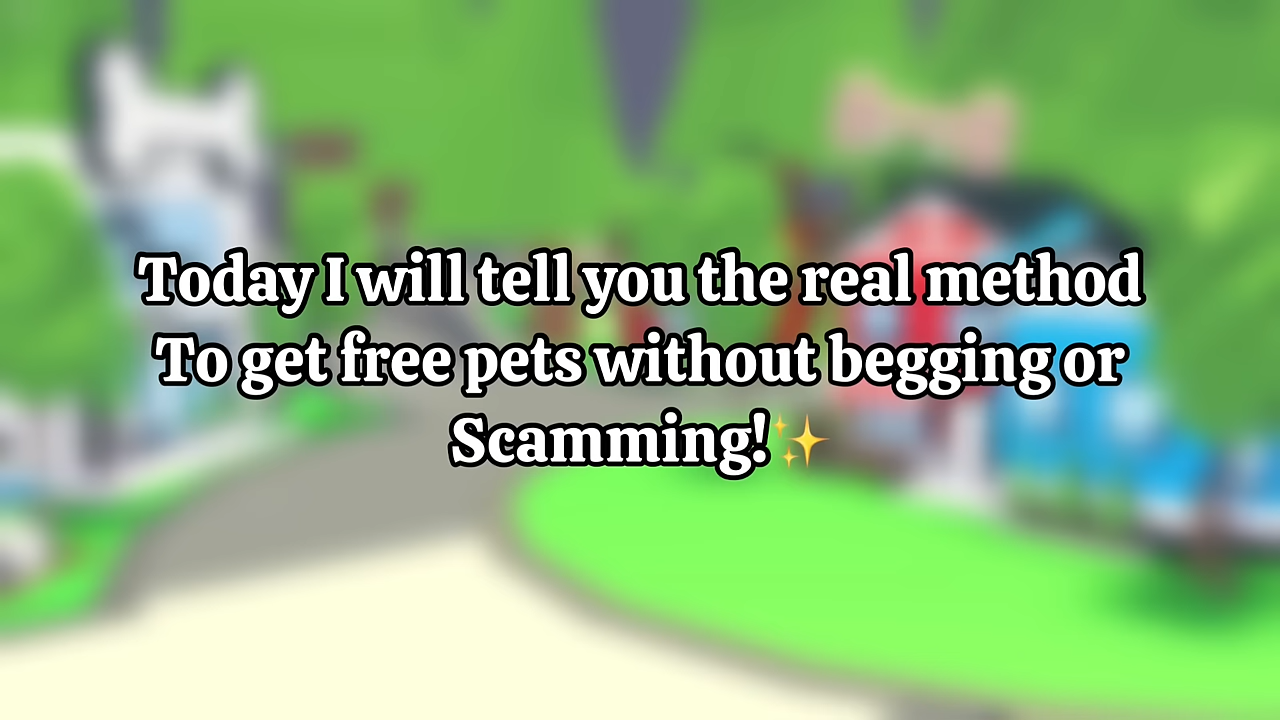 Today I will tell you the real method
To get free pets without begging or
Scamming!✨